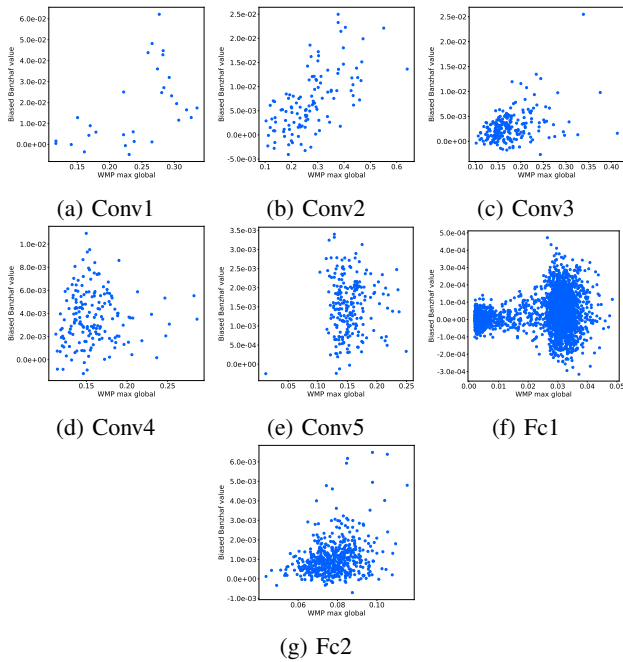 6.0e-02
5.0e-02
4.0e-02
3.0e-02
2.0e-02
1.0e-02
0.0e+00
Biased Banzhaf value
0.15 0.20 0.25 0.30
WMP max global
(a) Conv1
2.5e-02
2.0e-02
1.5e-02
1.0e-02
5.0e-03
0.0e+00
-5.0e-03
Biased Banzhaf value
0.1 0.2 0.3 0.4 0.5 0.6
WMP max global
(b) Conv2
2.5e-02
2.0e-02
1.5e-02
1.0e-02
5.0e-03
0.0e+00
Biased Banzhaf value
0.10 0.15 0.20 0.25 0.30 0.35 0.40
WMP max global
(c) Conv3
1.0e-02
8.0e-03
6.0e-03
4.0e-03
2.0e-03
0.0e+00
Biased Banzhaf value
0.15 0.20 0.25
WMP max global
(d) Conv4
3.5e-03
3.0e-03
2.5e-03
2.0e-03
1.5e-03
1.0e-03
5.0e-04
0.0e+00
Biased Banzhaf value
0.05 0.10 0.15 0.20 0.25
WMP max global
(e) Conv5
5.0e-04
4.0e-04
3.0e-04
2.0e-04
1.0e-04
0.0e+00
-1.0e-04
-2.0e-04
-3.0e-04
Biased Banzhaf value
0.00 0.01 0.02 0.03 0.04 0.05
WMP max global
(f) Fc1
6.0e-03
5.0e-03
4.0e-03
3.0e-03
2.0e-03
1.0e-03
0.0e+00
-1.0e-03
Biased Banzhaf value
0.06 0.08 0.10
WMP max global
(g) Fc2